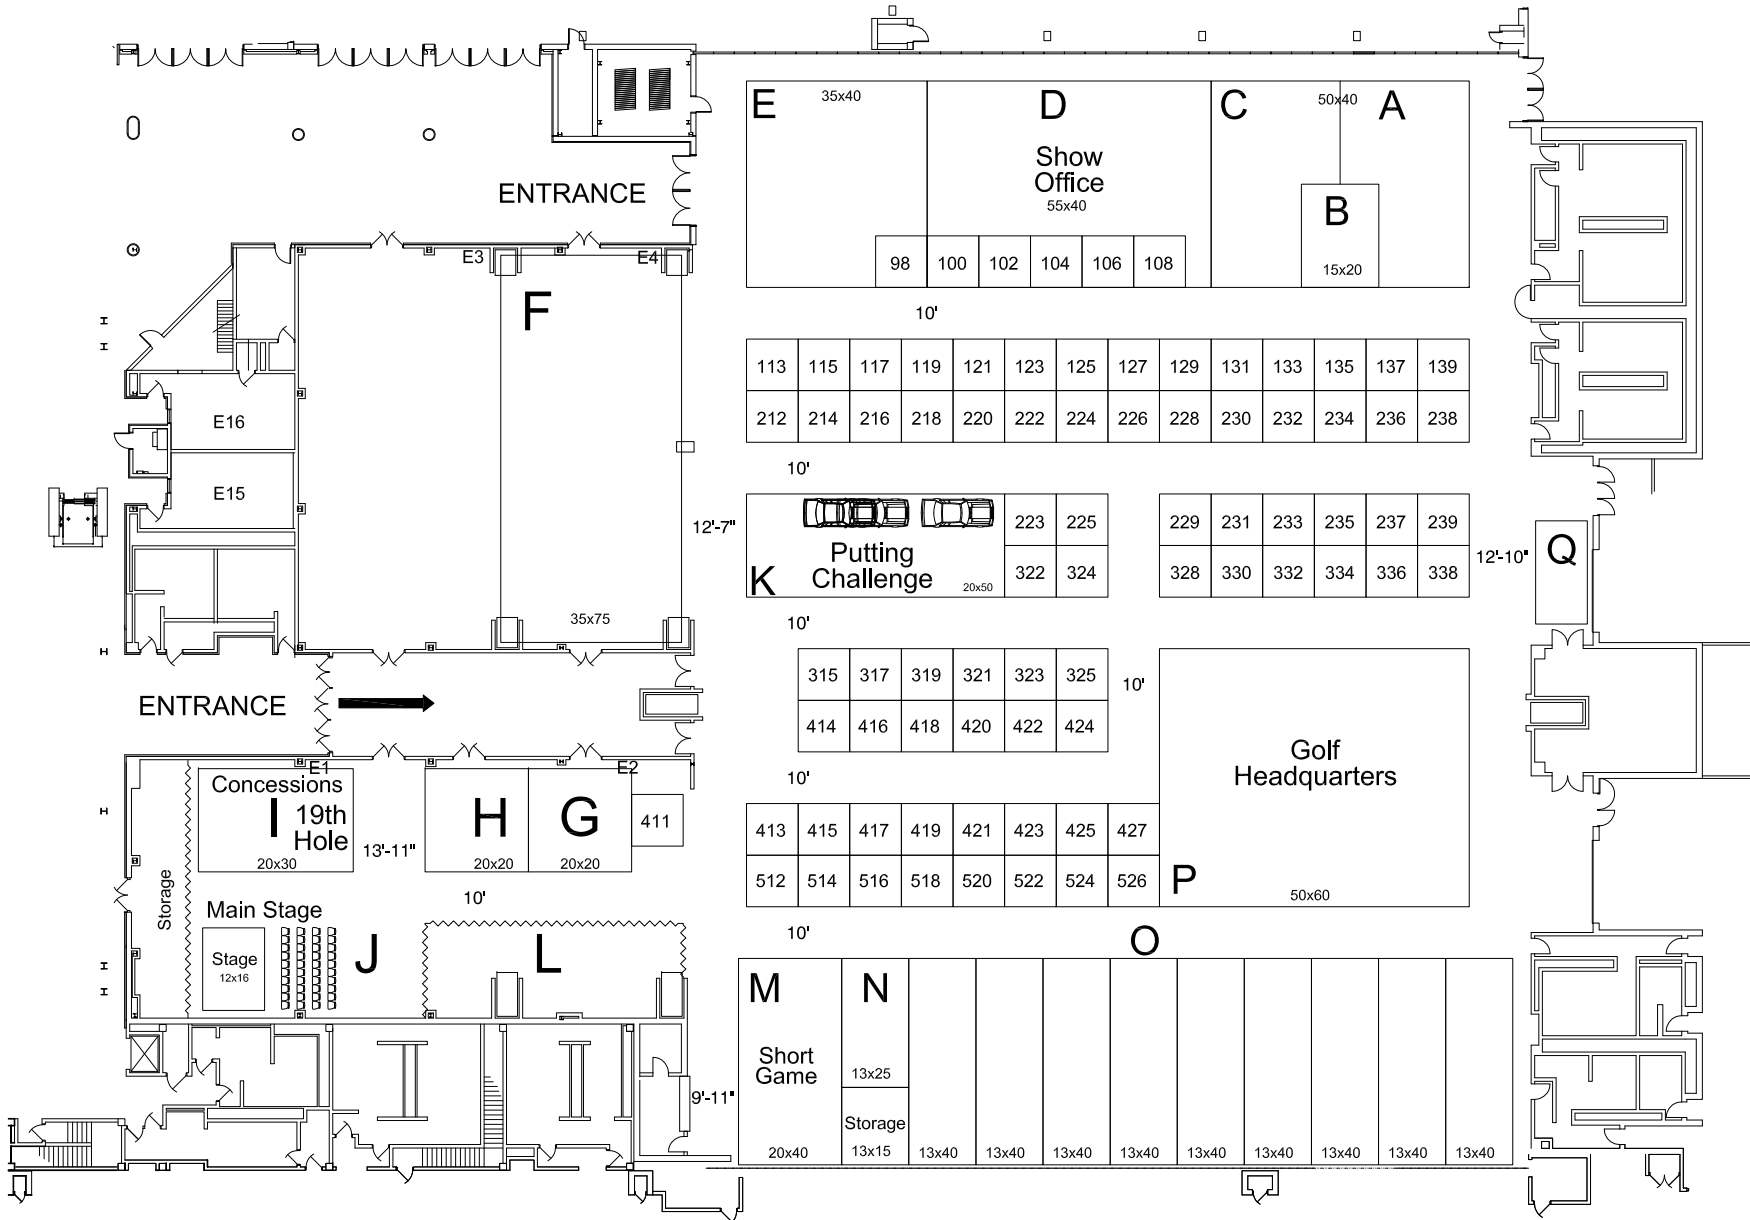 E
35x40
D
C
50x40
A
Show
Office
55x40
B
15x20
ENTRANCE
98 100 102 104 106 108
E3
E4
F
10'
113 115 117 119 121 123 125 127 129 131 133 135 137 139
212 214 216 218 220 222 224 226 228 230 232 234 236 238
E16
E15
10'
12'-7"
223 225
229 231 233 235 237 239
Putting
Challenge
K
20x50
322 324
328 330 332 334 336 338
12'-10"
Q
35x75
10'
315 317 319 321 323 325
10'
414 416 418 420 422 424
ENTRANCE
Golf
Headquarters
E1
E2
Concessions
I
19th
Hole
20x30
13'-11"
H
20x20
G
20x20
411
10'
413 415 417 419 421 423 425 427
512 514 516 518 520 522 524 526
P
50x60
Storage
10'
Main Stage
Stage
12x16
J
L
10'
O
M
N
Short
Game
13x25
9'-11"
Storage
20x40
13x15
13x40 13x40 13x40 13x40 13x40 13x40 13x40 13x40 13x40